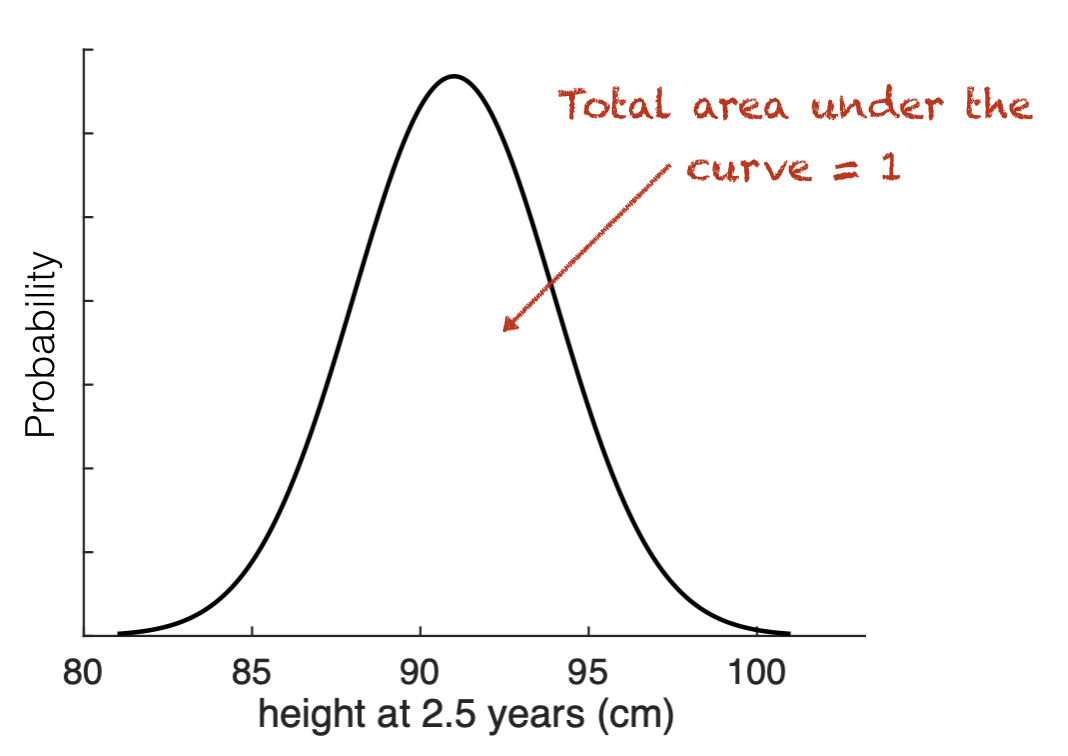 Total area under the
curve = 1
Probability
80 85 90 95 100
height at 2.5 years (cm)